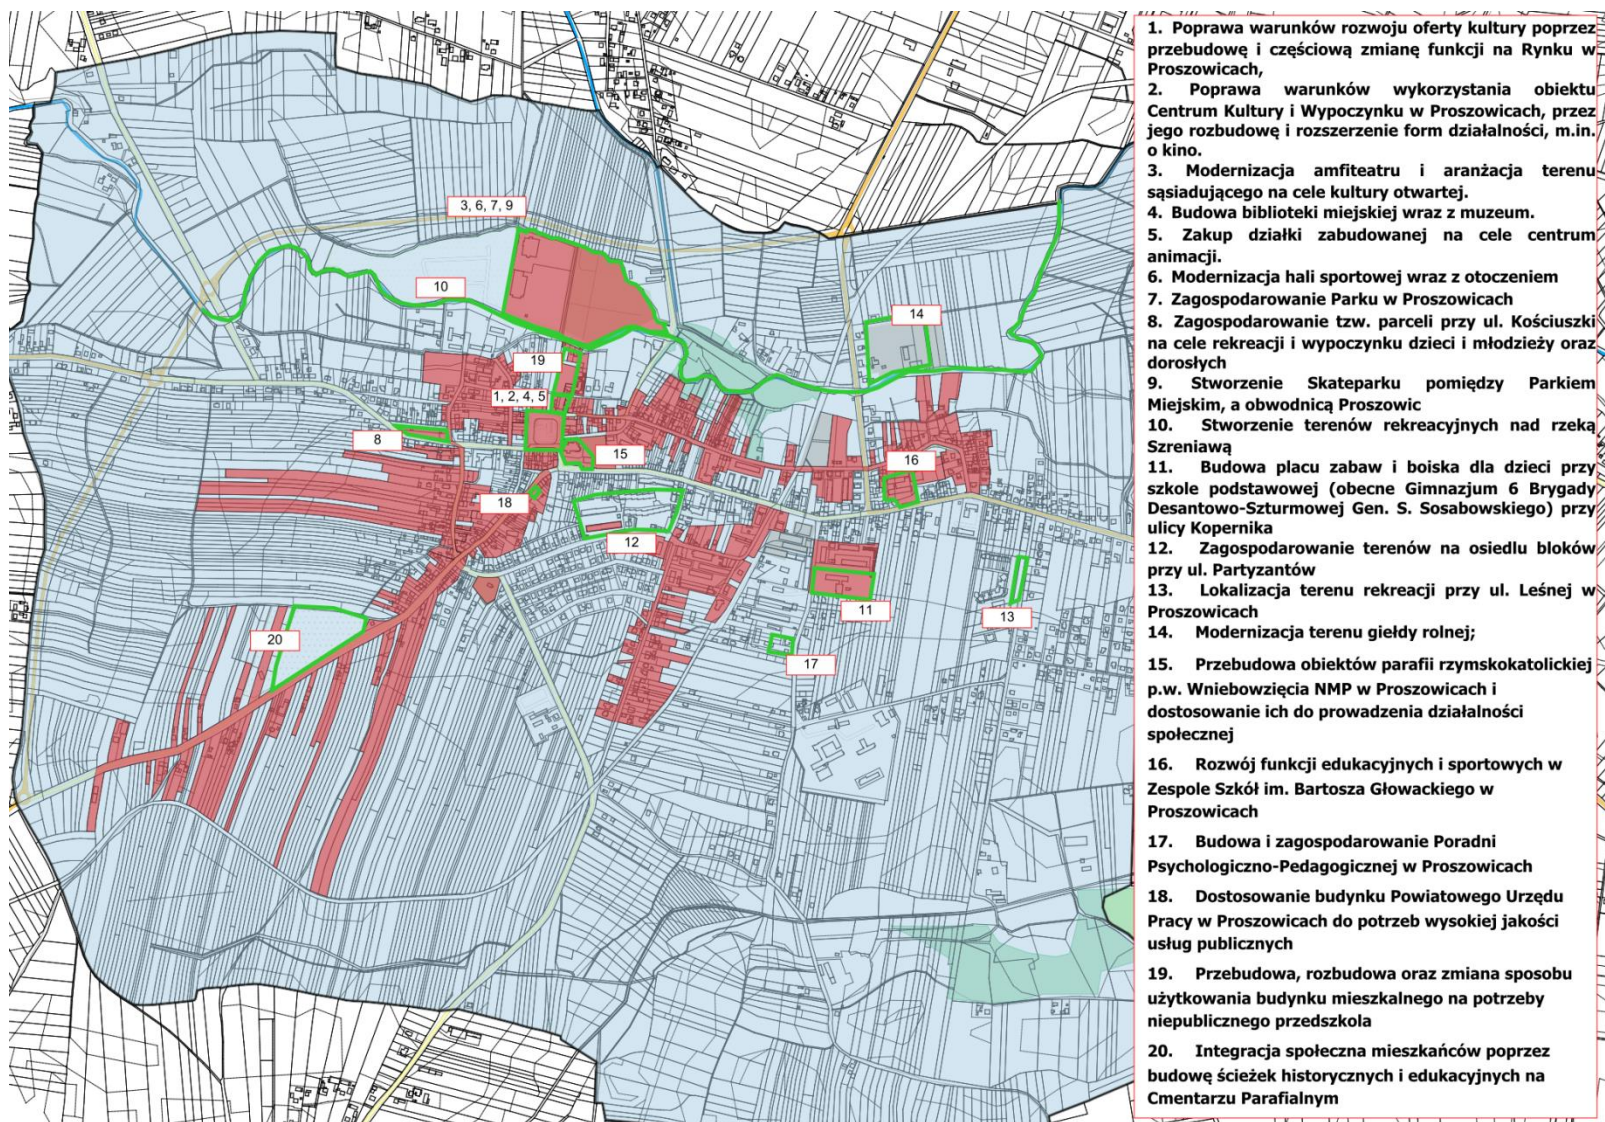 3, 6, 7, 9
10
14
19
1, 2, 4, 5
8
15
16
18
12
11
13
20
17
1. Poprawa warunków rozwoju oferty kultury poprzez
przebudowę i częściową zmianę funkcji na Rynku w
Proszowicach,
2. Poprawa warunków wykorzystania obiektu
Centrum Kultury i Wypoczynku w Proszowicach, przez
jego rozbudowę i rozszerzenie form działalności, m.in.
o kino.
3. Modernizacja amfiteatru i aranżacja terenu
sąsiadującego na cele kultury otwartej.
4. Budowa biblioteki miejskiej wraz z muzeum.
5. Zakup działki zabudowanej na cele centrum
animacji.
6. Modernizacja hali sportowej wraz z otoczeniem
7. Zagospodarowanie Parku w Proszowicach
8. Zagospodarowanie tzw. parceli przy ul. Kościuszki
na cele rekreacji i wypoczynku dzieci i młodzieży oraz
dorosłych
9. Stworzenie Skateparku pomiędzy Parkiem
Miejskim, a obwodnicą Proszowic
10. Stworzenie terenów rekreacyjnych nad rzeką
Szreniawą
11. Budowa placu zabaw i boiska dla dzieci przy
szkole podstawowej (obecne Gimnazjum 6 Brygady
Desantowo-Szturmowej Gen. S. Sosabowskiego) przy
ulicy Kopernika
12. Zagospodarowanie terenów na osiedlu bloków
przy ul. Partyzantów
13. Lokalizacja terenu rekreacji przy ul. Leśnej w
Proszowicach
14. Modernizacja terenu giełdy rolnej;
15. Przebudowa obiektów parafii rzymskokatolickiej
p.w. Wniebowzięcia NMP w Proszowicach i
dostosowanie ich do prowadzenia działalności
społecznej
16. Rozwój funkcji edukacyjnych i sportowych w
Zespole Szkół im. Bartosza Głowackiego w
Proszowicach
17. Budowa i zagospodarowanie Poradni
Psychologiczno-Pedagogicznej w Proszowicach
18. Dostosowanie budynku Powiatowego Urzędu
Pracy w Proszowicach do potrzeb wysokiej jakości
usług publicznych
19. Przebudowa, rozbudowa oraz zmiana sposobu
użytkowania budynku mieszkalnego na potrzeby
niepublicznego przedszkola
20. Integracja społeczna mieszkańców poprzez
budowę ścieżek historycznych i edukacyjnych na
Cmentarzu Parafialnym